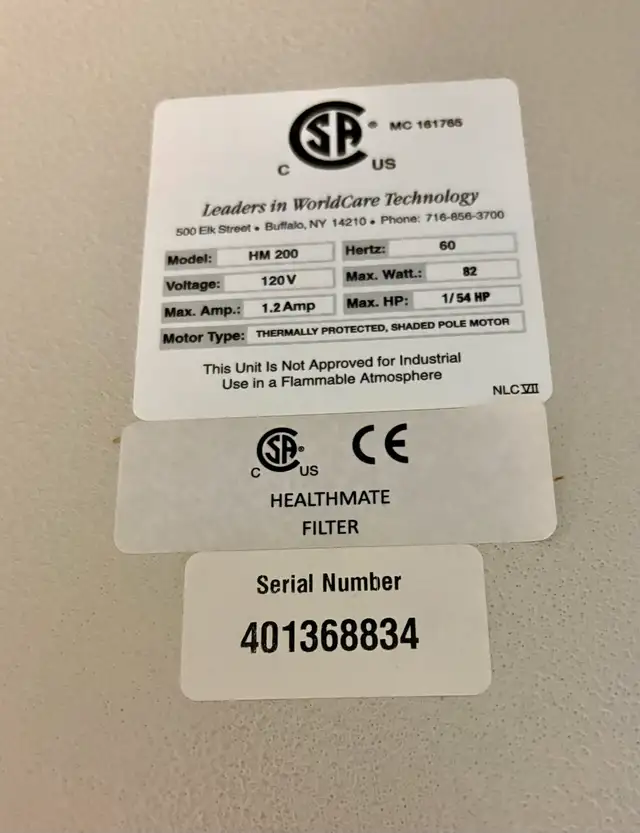 CSA ® MC 161765
C US
Leaders in WorldCare Technology
500 Elk Street • Buffalo, NY 14210 • Phone: 716-856-3700
Model: HM 200 Hertz: 60
Voltage: 120V Max. Watt.: 82
Max. Amp.: 1.2 Amp Max. HP: 1/54 HP
Motor Type: THERMALLY PROTECTED, SHADED POLE MOTOR
This Unit Is Not Approved for Industrial
Use in a Flammable Atmosphere
NLC VII
CSA ® CE
C US
HEALTHMATE
FILTER
Serial Number
401368834